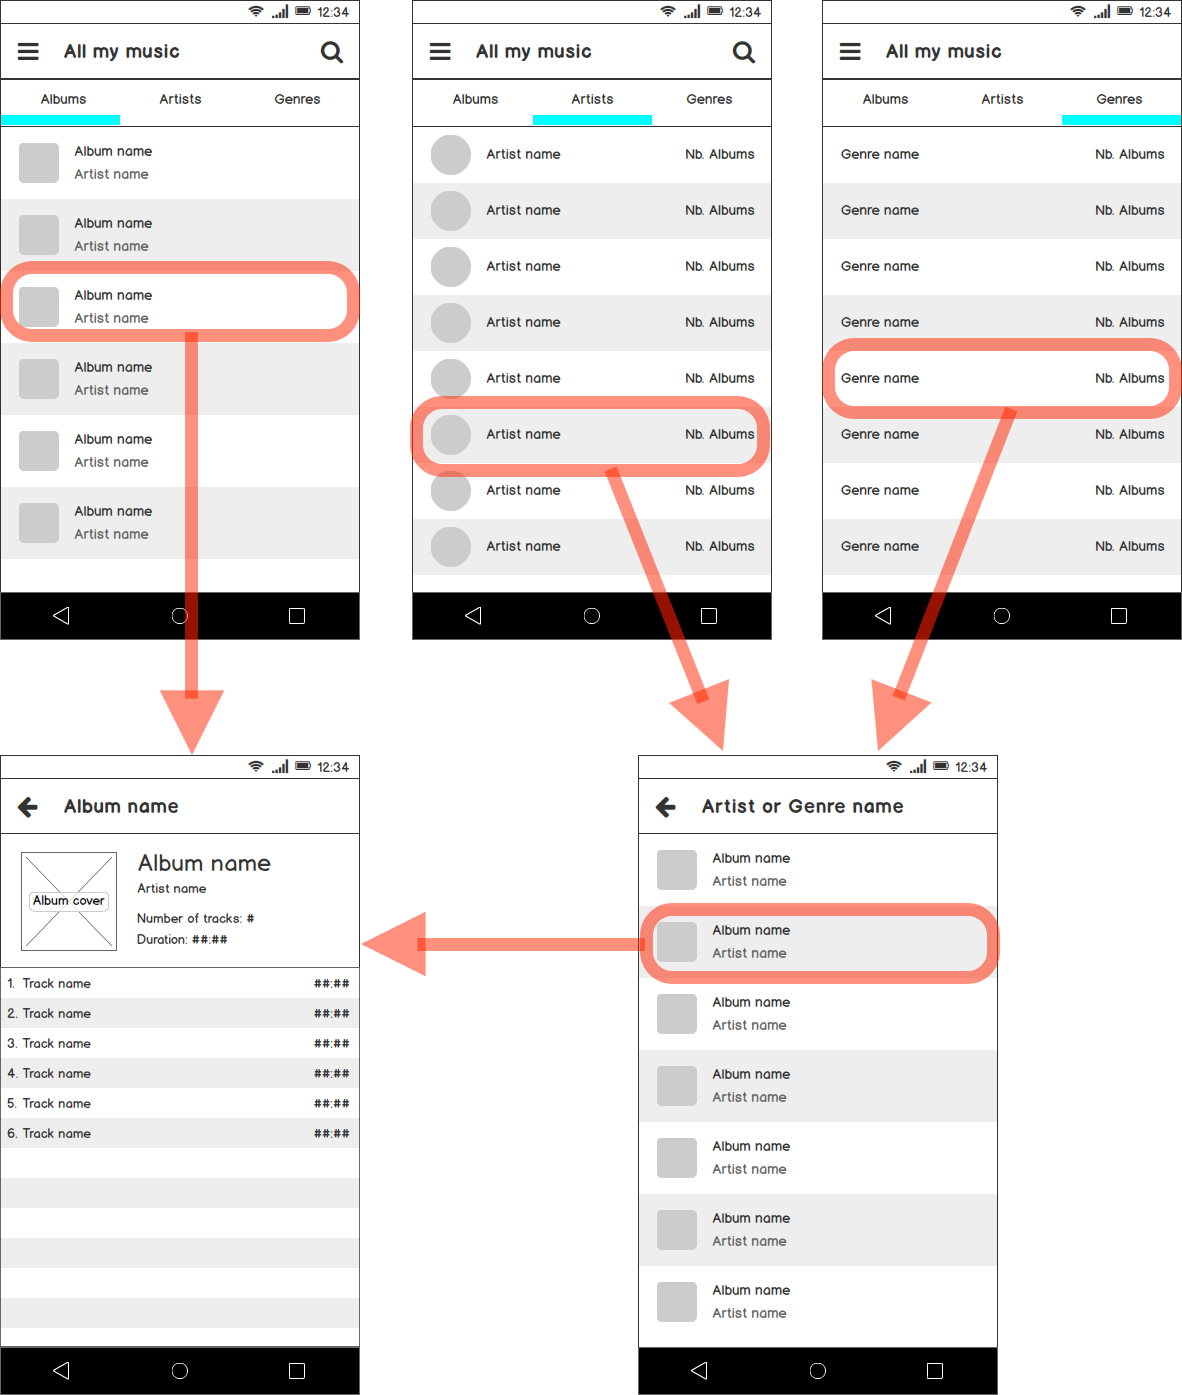 12:34
All my music
Albums Artists Genres
Album name
Artist name
Album name
Artist name
Album name
Artist name
Album name
Artist name
Album name
Artist name
Album name
Artist name
12:34
All my music
Albums Artists Genres
Artist name Nb. Albums
Artist name Nb. Albums
Artist name Nb. Albums
Artist name Nb. Albums
Artist name Nb. Albums
Artist name Nb. Albums
Artist name Nb. Albums
Artist name Nb. Albums
12:34
All my music
Albums Artists Genres
Genre name Nb. Albums
Genre name Nb. Albums
Genre name Nb. Albums
Genre name Nb. Albums
Genre name Nb. Albums
Genre name Nb. Albums
Genre name Nb. Albums
Genre name Nb. Albums
12:34
Album name
Album cover
Album name
Artist name
Number of tracks: #
Duration: ##:##
1. Track name ##:##
2. Track name ##:##
3. Track name ##:##
4. Track name ##:##
5. Track name ##:##
6. Track name ##:##
12:34
Artist or Genre name
Album name
Artist name
Album name
Artist name
Album name
Artist name
Album name
Artist name
Album name
Artist name
Album name
Artist name
Album name
Artist name